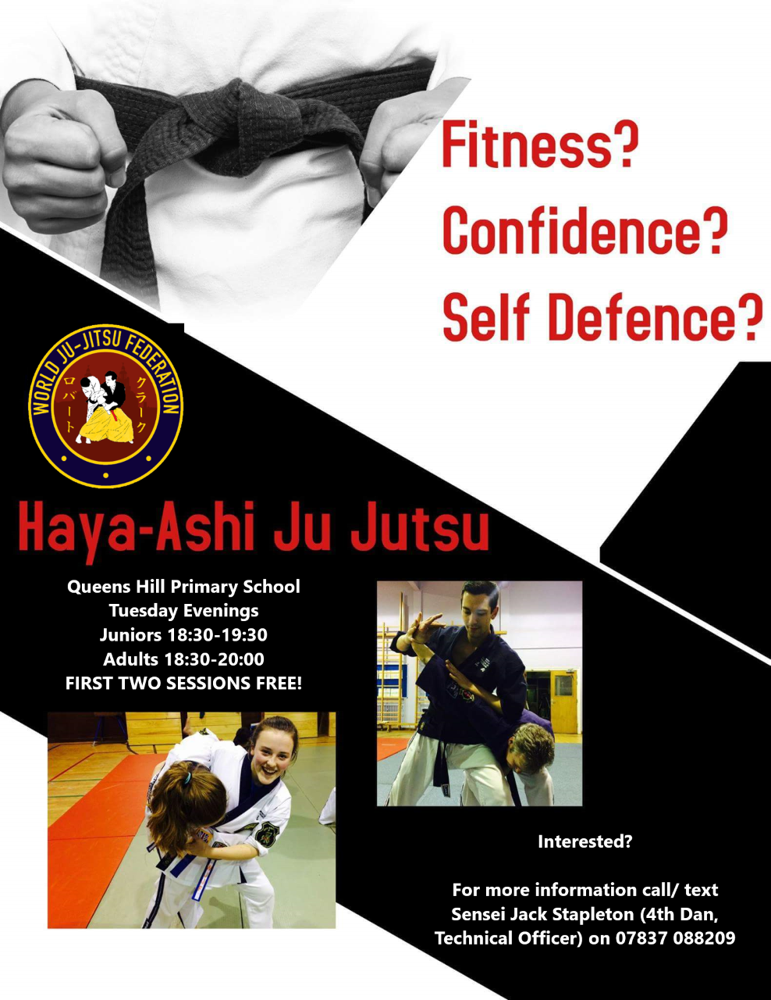 Fitness?
Confidence?
Self Defence?
WORLD JU-JITSU FEDERATION
ロバート
クラーク
Haya-Ashi Ju Jutsu
Queens Hill Primary School
Tuesday Evenings
Juniors 18:30-19:30
Adults 18:30-20:00
FIRST TWO SESSIONS FREE!
Interested?
For more information call/ text
Sensei Jack Stapleton (4th Dan,
Technical Officer) on 07837 088209